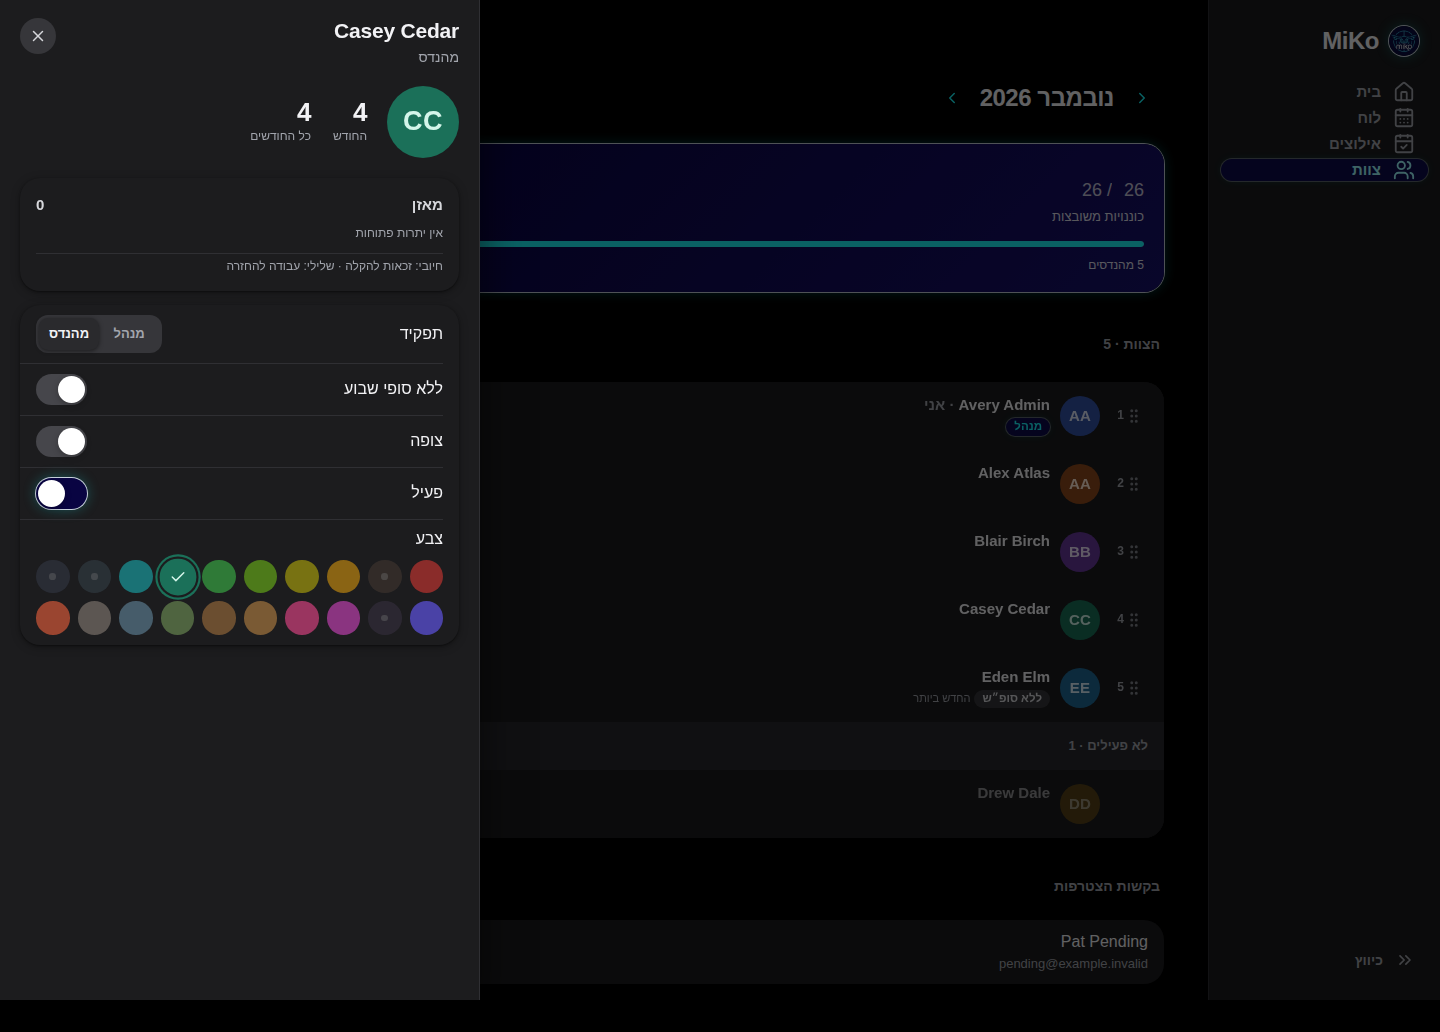 MiKo
בית
לוח
אילוצים
צוות
כיווץ
נובמבר 2026
26 / 26
כוננויות משובצות
5 מהנדסים
הצוות · 5
1
AA
Avery Admin · אני
מנהל
2
AA
Alex Atlas
3
BB
Blair Birch
4
CC
Casey Cedar
5
EE
Eden Elm
ללא סופ״ש החדש ביותר
לא פעילים · 1
DD
Drew Dale
בקשות הצטרפות
Pat Pending
pending@example.invalid
Casey Cedar
מהנדס
CC
4 החודש
4 כל החודשים
מאזן 0
אין יתרות פתוחות
חיובי: זכאות להקלה · שלילי: עבודה להחזרה
תפקיד מנהל מהנדס
ללא סופי שבוע
צופה
פעיל
צבע